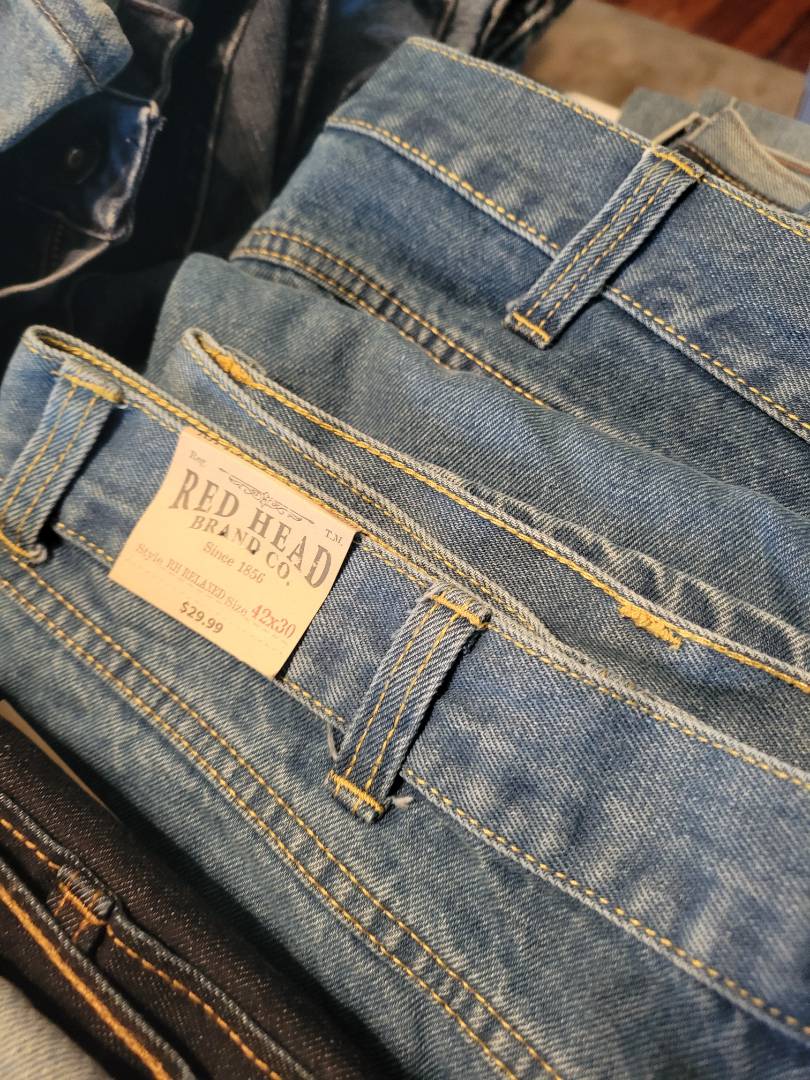 Reg.
RED HEAD
T.M.
BRAND CO.
Since 1856
Style. RH RELAXED Size. 42x30
$29.99